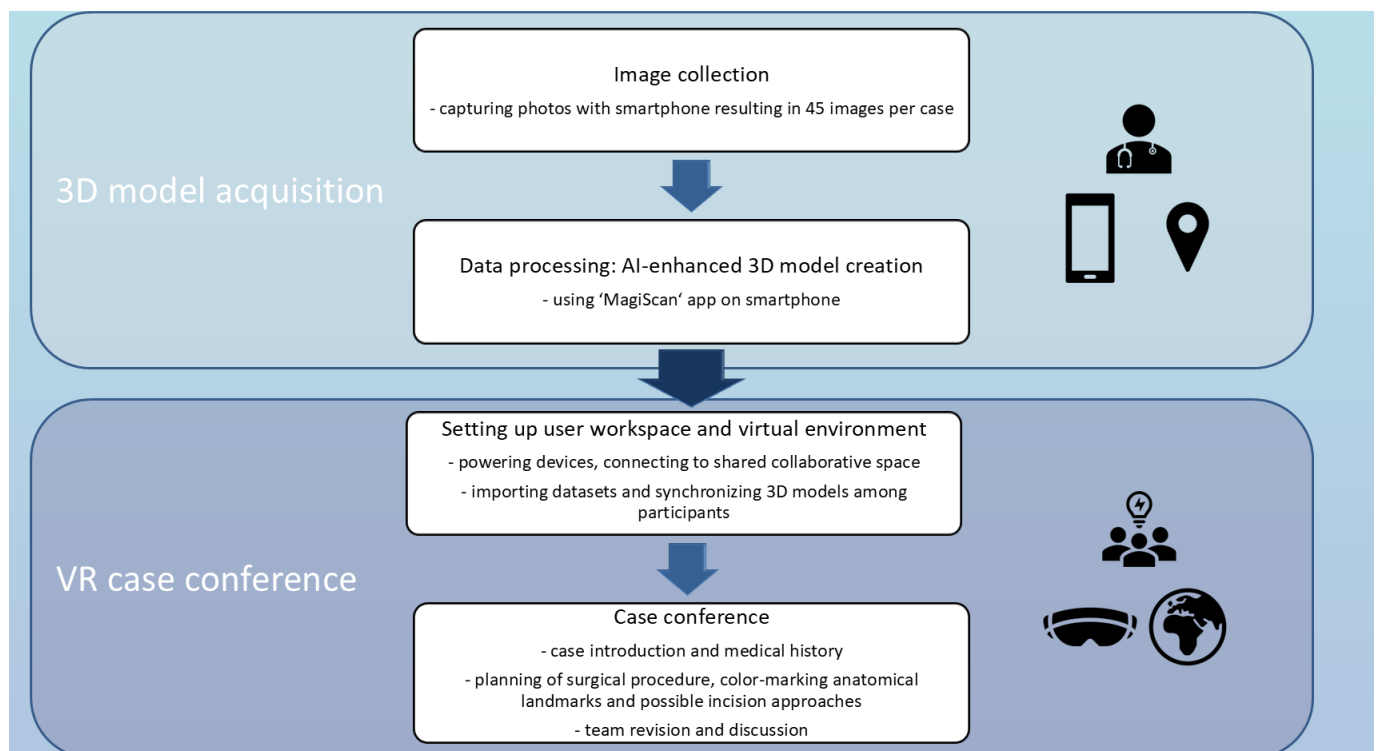 Image collection
- capturing photos with smartphone resulting in 45 images per case
3D model acquisition
Data processing: AI-enhanced 3D model creation
- using ‘MagiScan‘ app on smartphone
Setting up user workspace and virtual environment
- powering devices, connecting to shared collaborative space
- importing datasets and synchronizing 3D models among
participants
VR case conference
Case conference
- case introduction and medical history
- planning of surgical procedure, color-marking anatomical
landmarks and possible incision approaches
- team revision and discussion